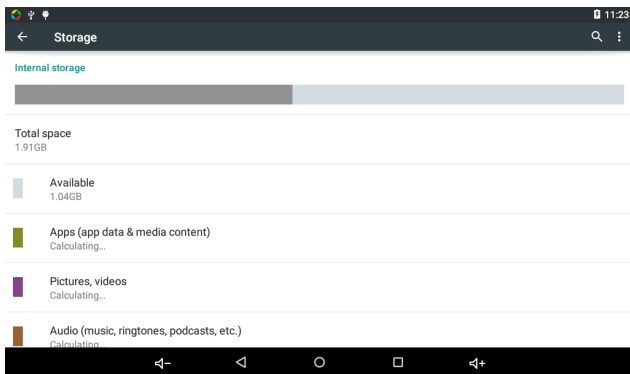 11:23
Storage
Internal storage
Total space
1.91GB
Available
1.04GB
Apps (app data & media content)
Calculating...
Pictures, videos
Calculating...
Audio (music, ringtones, podcasts, etc.)
Calculating...